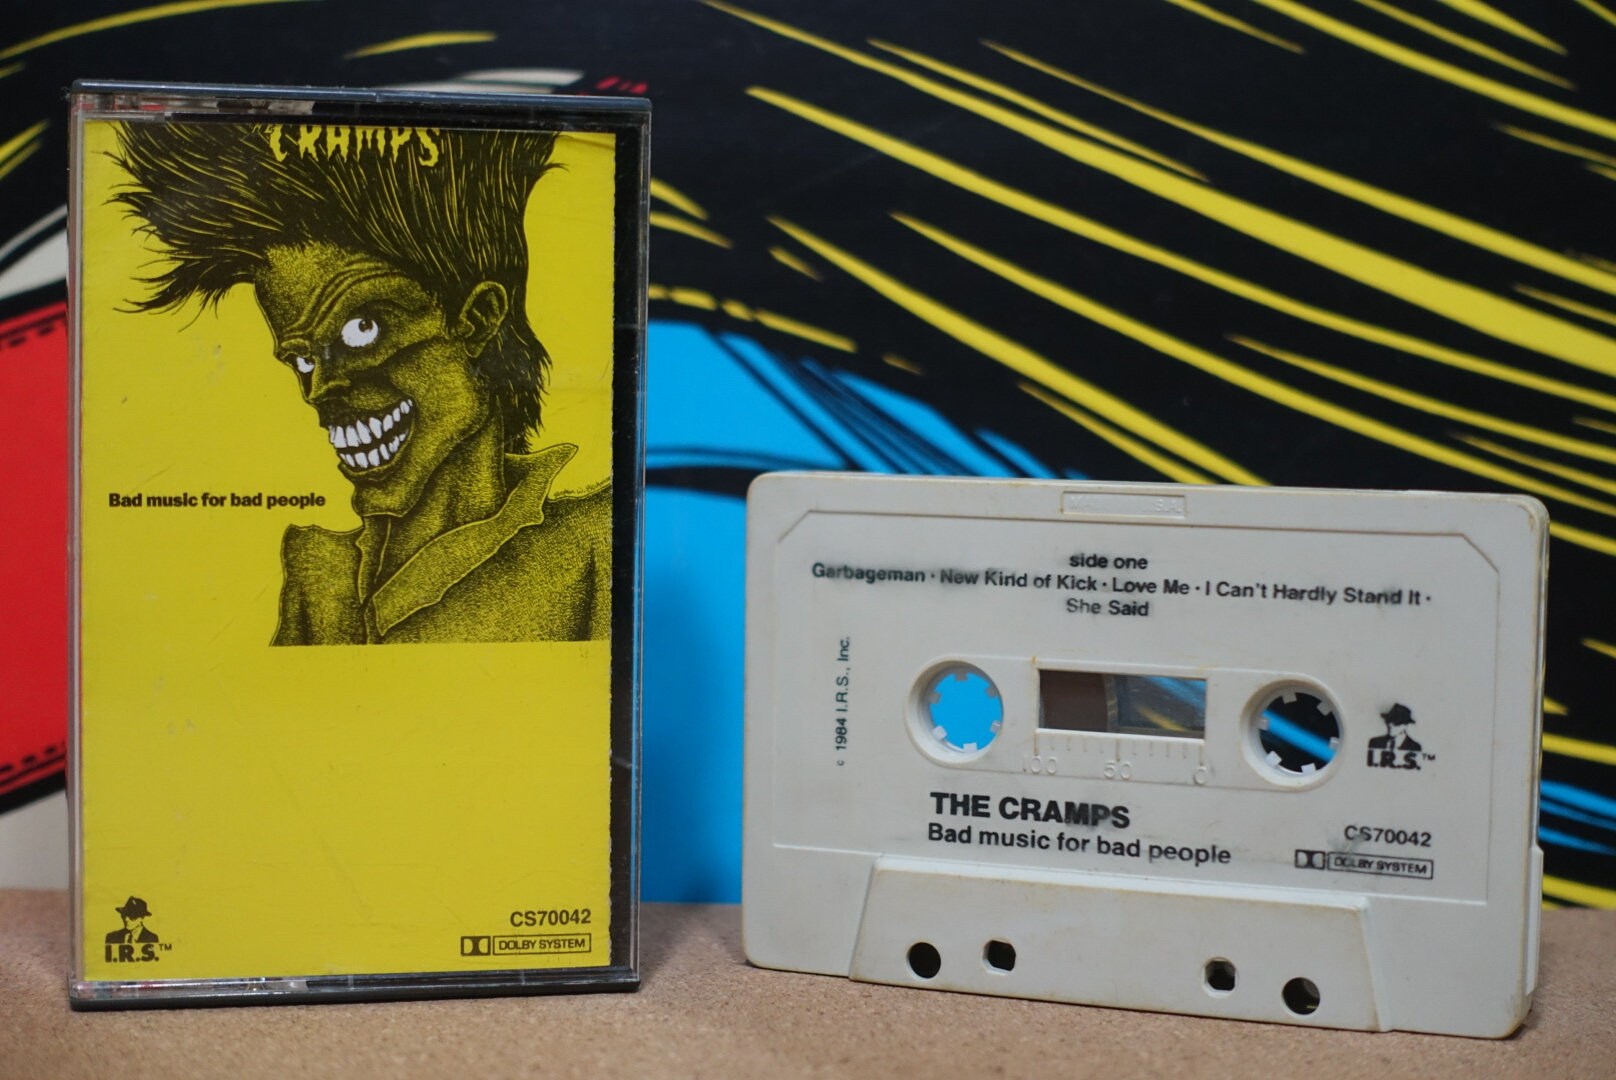 CRAMPS
Bad music for bad people
I.R.S.™
CS70042
DOLBY SYSTEM
side one
Garbageman · New Kind of Kick · Love Me · I Can't Hardly Stand It ·
She Said
c 1984 I.R.S., Inc.
100 50 0
I.R.S.™
THE CRAMPS
Bad music for bad people
CS70042
DOLBY SYSTEM